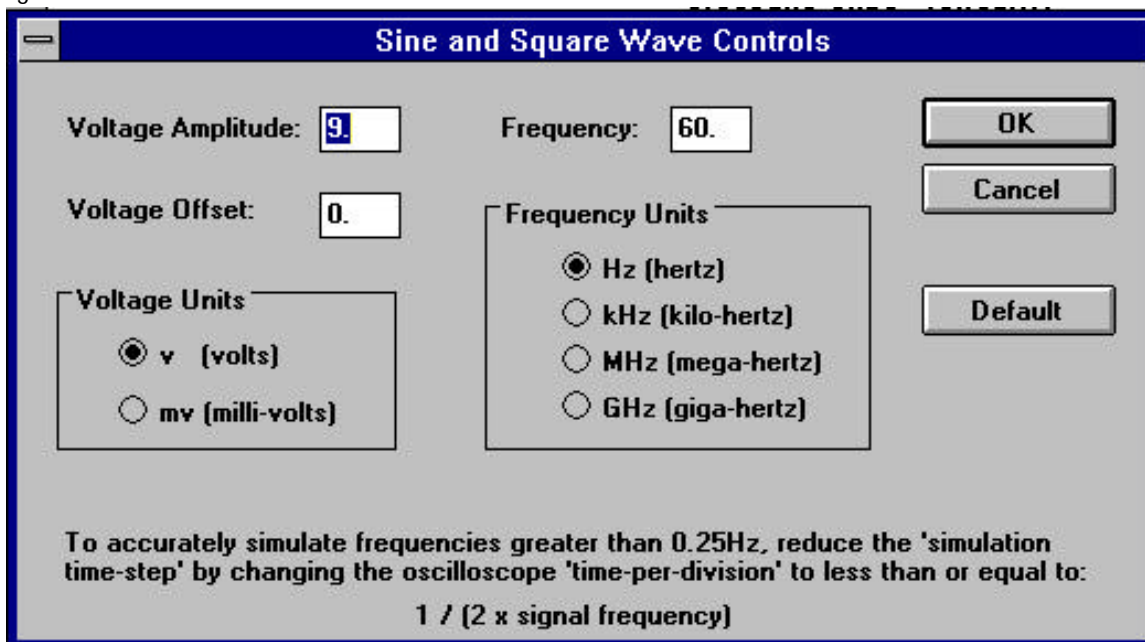 Sine and Square Wave Controls
Voltage Amplitude: 9.
Frequency: 60.
OK
Cancel
Voltage Offset: 0.
Frequency Units
Hz (hertz)
kHz (kilo-hertz)
MHz (mega-hertz)
GHz (giga-hertz)
Default
Voltage Units
v (volts)
mv (milli-volts)
To accurately simulate frequencies greater than 0.25Hz, reduce the 'simulation
time-step' by changing the oscilloscope 'time-per-division' to less than or equal to:
1 / (2 x signal frequency)